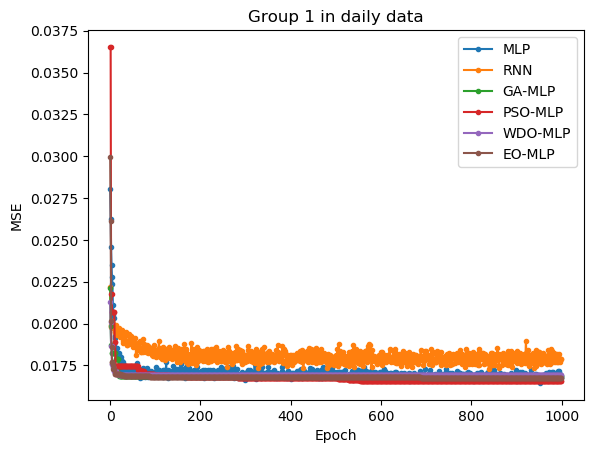 Group 1 in daily data
MSE
0.0375
0.0350
0.0325
0.0300
0.0275
0.0250
0.0225
0.0200
0.0175
MLP
RNN
GA-MLP
PSO-MLP
WDO-MLP
EO-MLP
0 200 400 600 800 1000
Epoch